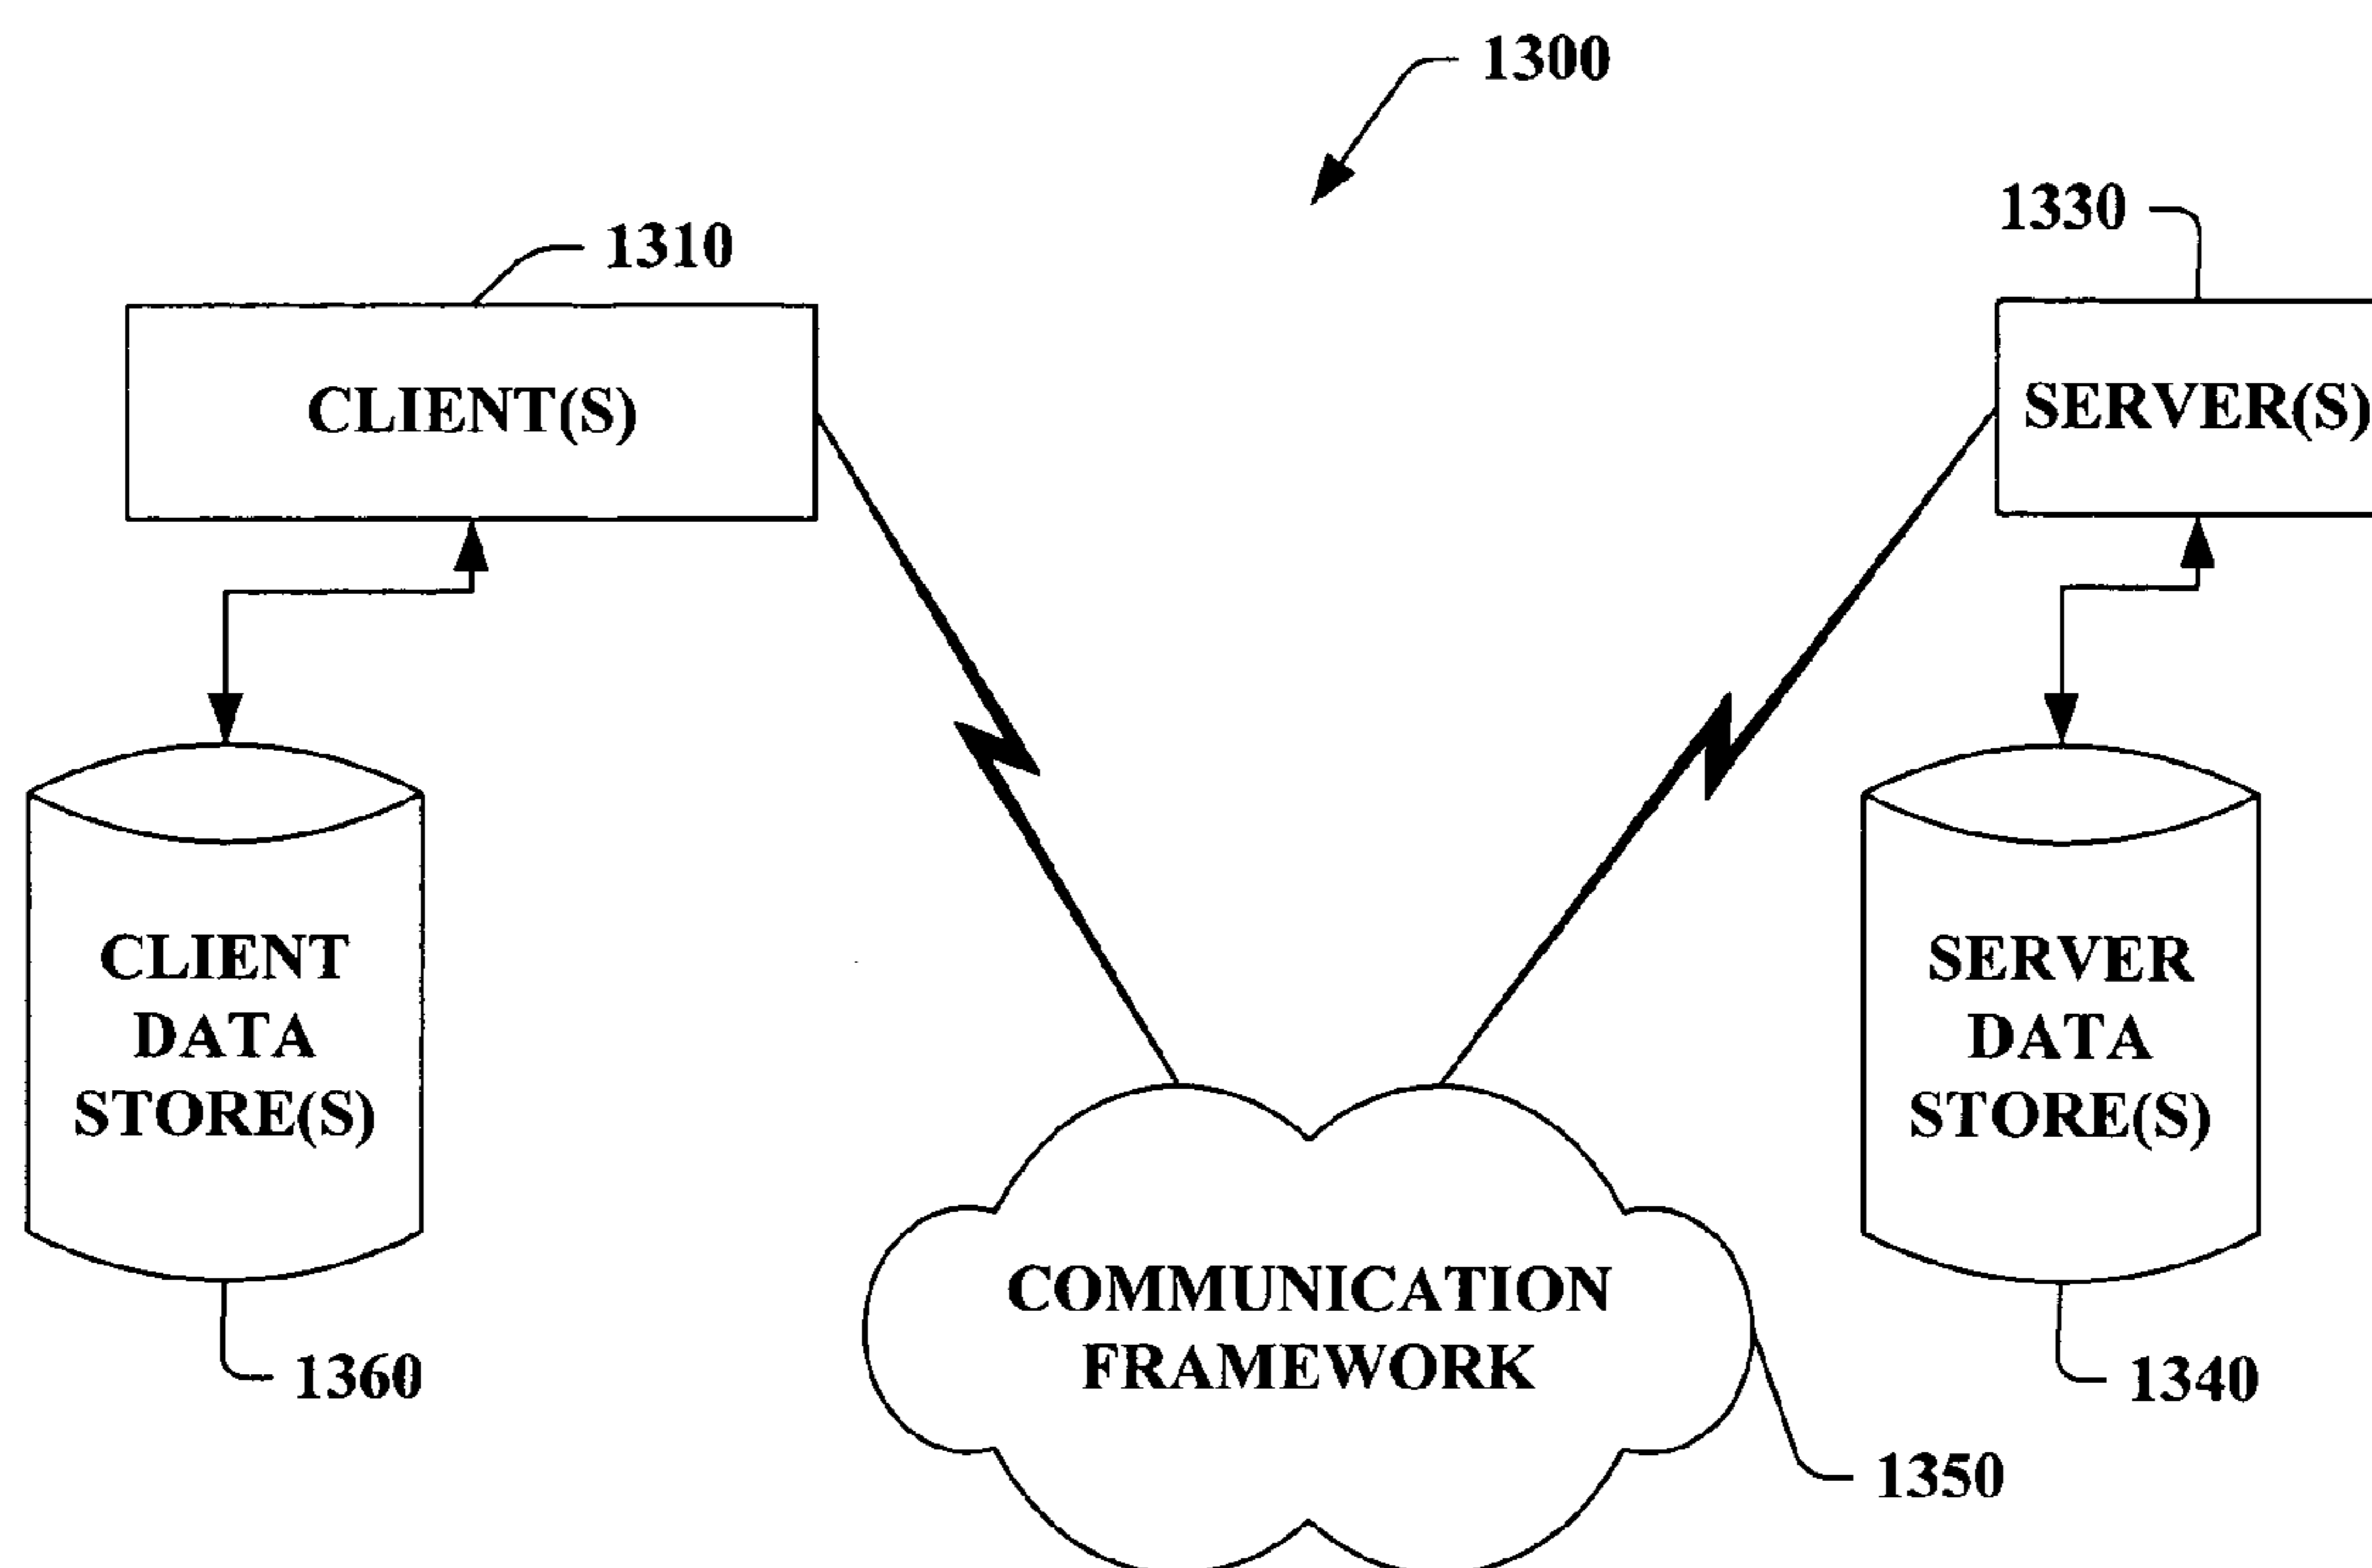 1300
1310
1330
CLIENT(S)
SERVER(S)
CLIENT
DATA
STORE(S)
SERVER
DATA
STORE(S)
COMMUNICATION
FRAMEWORK
1360
1340
1350